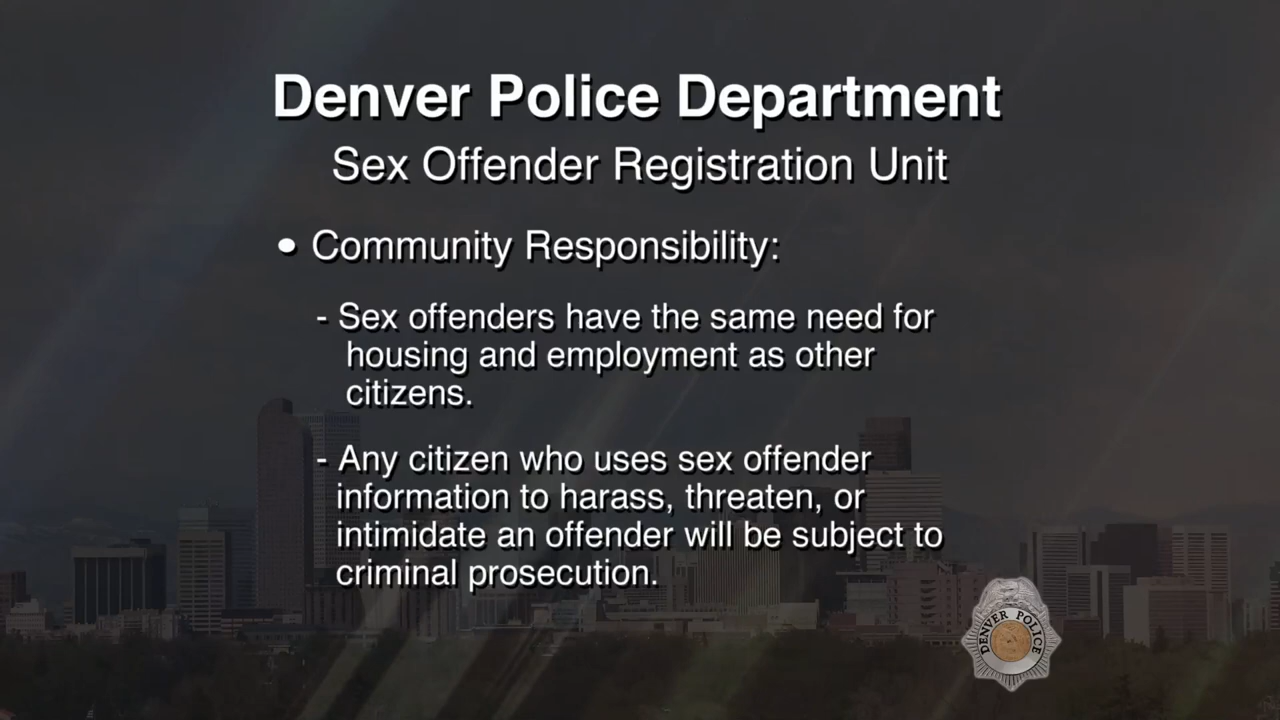 Denver Police Department
Sex Offender Registration Unit
• Community Responsibility:
- Sex offenders have the same need for
housing and employment as other
citizens.
- Any citizen who uses sex offender
information to harass, threaten, or
intimidate an offender will be subject to
criminal prosecution.
DENVER POLICE